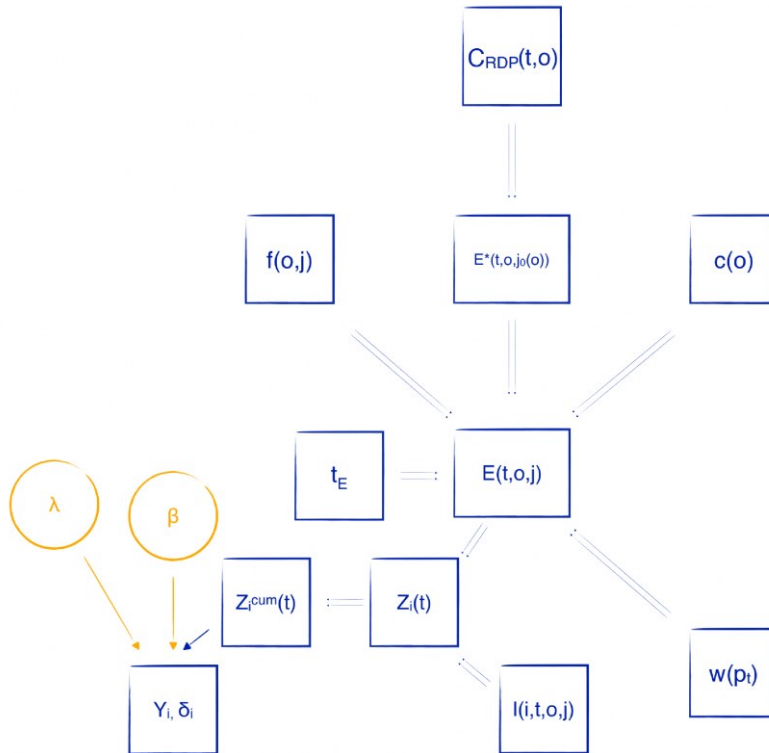 C_RDP(t,o)
f(o,j)
E*(t,o,j₀(o))
c(o)
t_E
E(t,o,j)
λ
β
Z_i^cum(t)
Z_i(t)
Y_i, δ_i
I(i,t,o,j)
w(p_t)